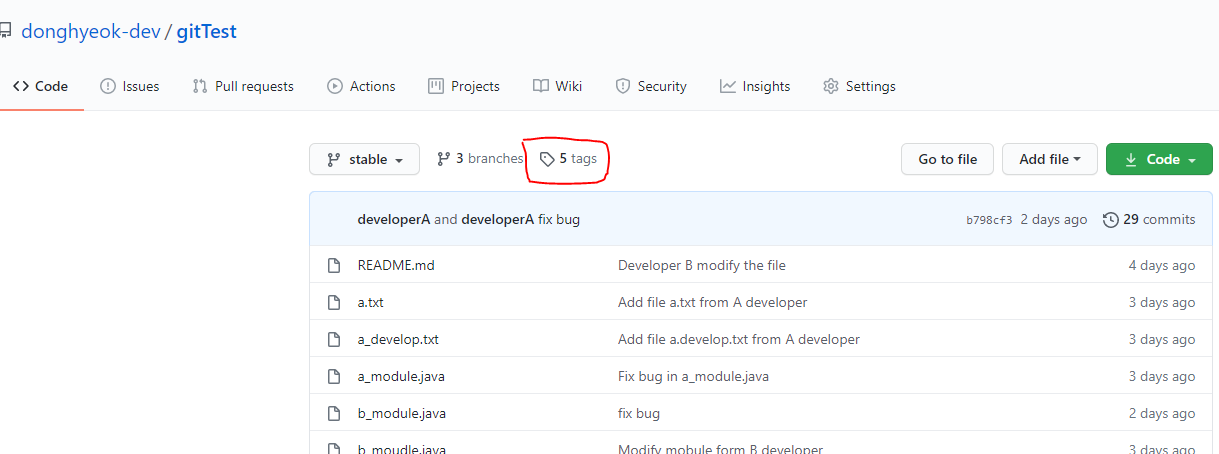 donghyeok-dev / gitTest
Code Issues Pull requests Actions Projects Wiki Security Insights Settings
stable 3 branches 5 tags Go to file Add file Code
developerA and developerA fix bug b798cf3 2 days ago 29 commits
README.md Developer B modify the file 4 days ago
a.txt Add file a.txt from A developer 3 days ago
a_develop.txt Add file a.develop.txt from A developer 3 days ago
a_module.java Fix bug in a_module.java 3 days ago
b_module.java fix bug 2 days ago
b_moudle.java Modify mobule form B developer 3 days ago